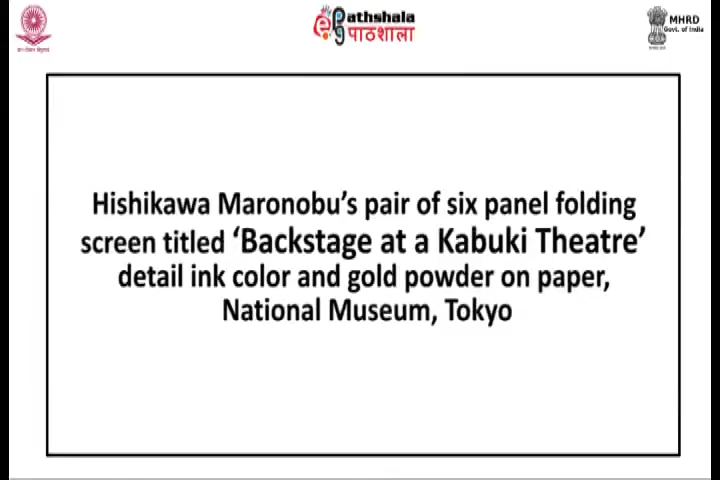 ePathshala
पाठशाला
MHRD
Govt. of India
Hishikawa Maronobu's pair of six panel folding
screen titled 'Backstage at a Kabuki Theatre'
detail ink color and gold powder on paper,
National Museum, Tokyo